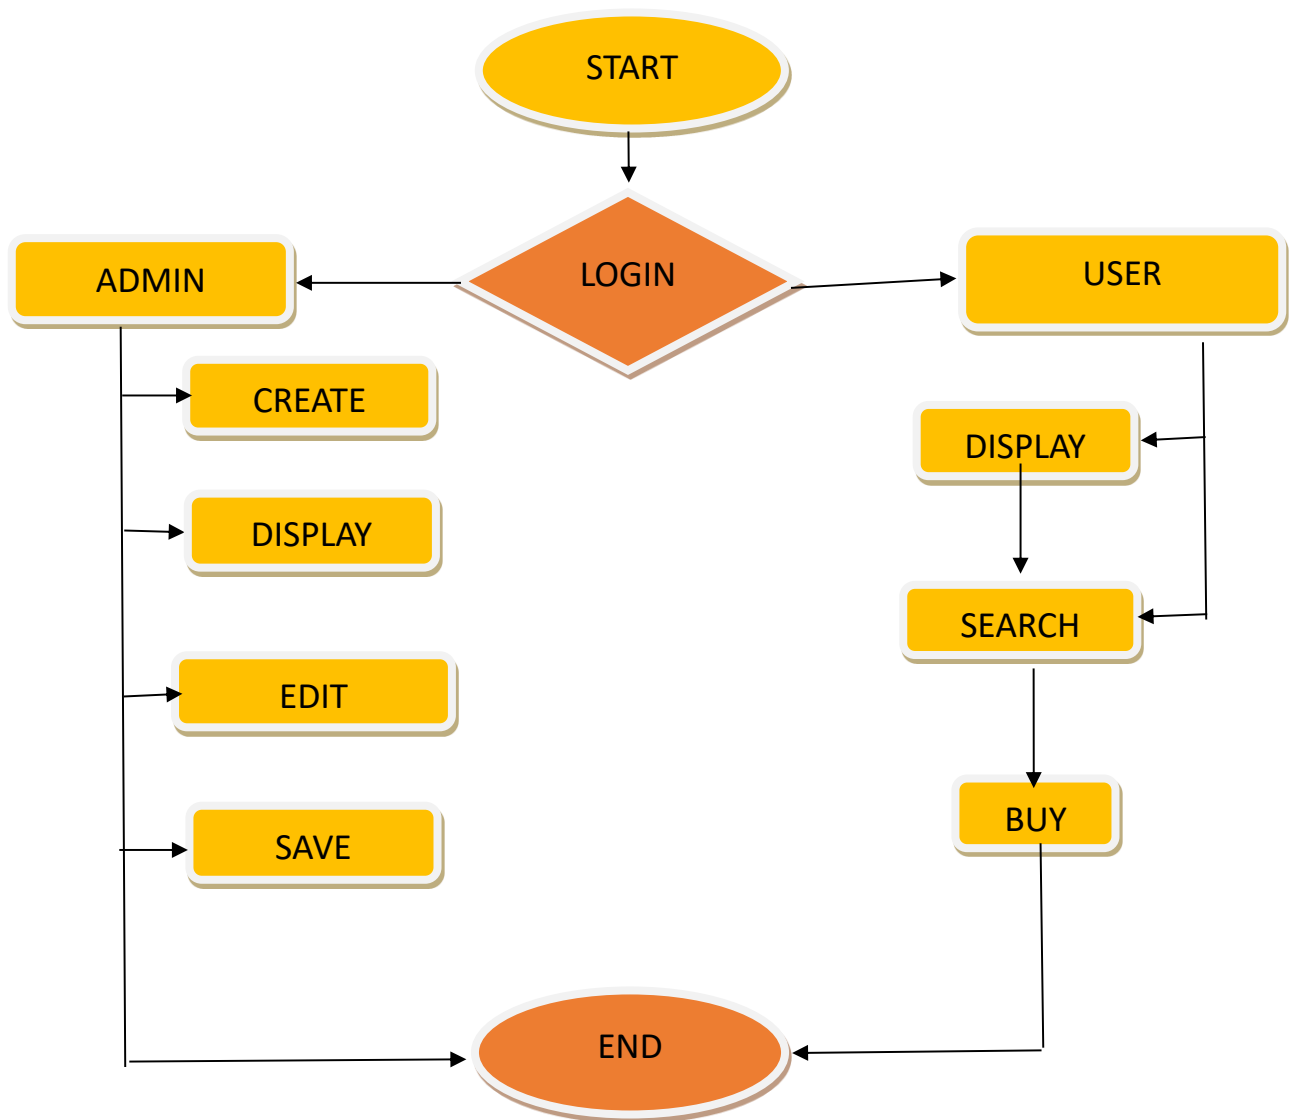 START
LOGIN
ADMIN
USER
CREATE
DISPLAY
DISPLAY
EDIT
SEARCH
SAVE
BUY
END